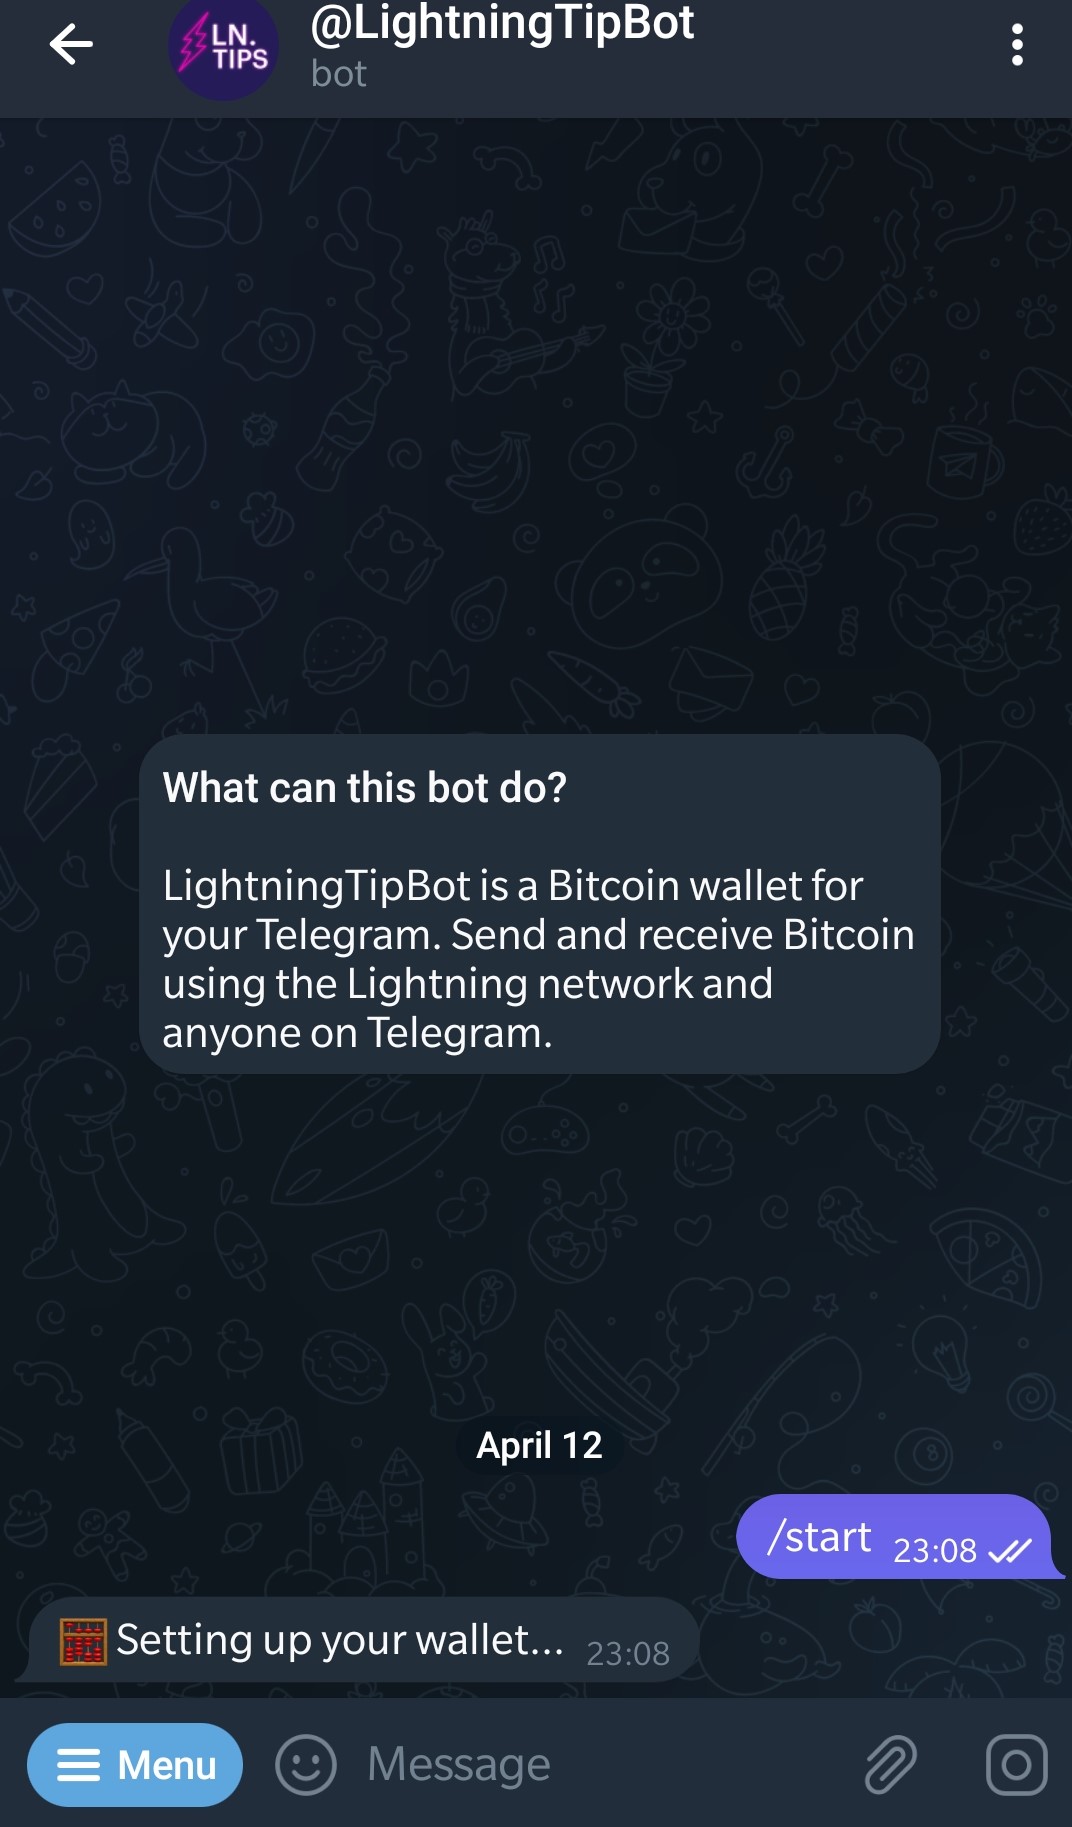 @LightningTipBot
bot
LN.
TIPS
What can this bot do?
LightningTipBot is a Bitcoin wallet for
your Telegram. Send and receive Bitcoin
using the Lightning network and
anyone on Telegram.
April 12
/start 23:08
🧮 Setting up your wallet... 23:08
Menu
Message